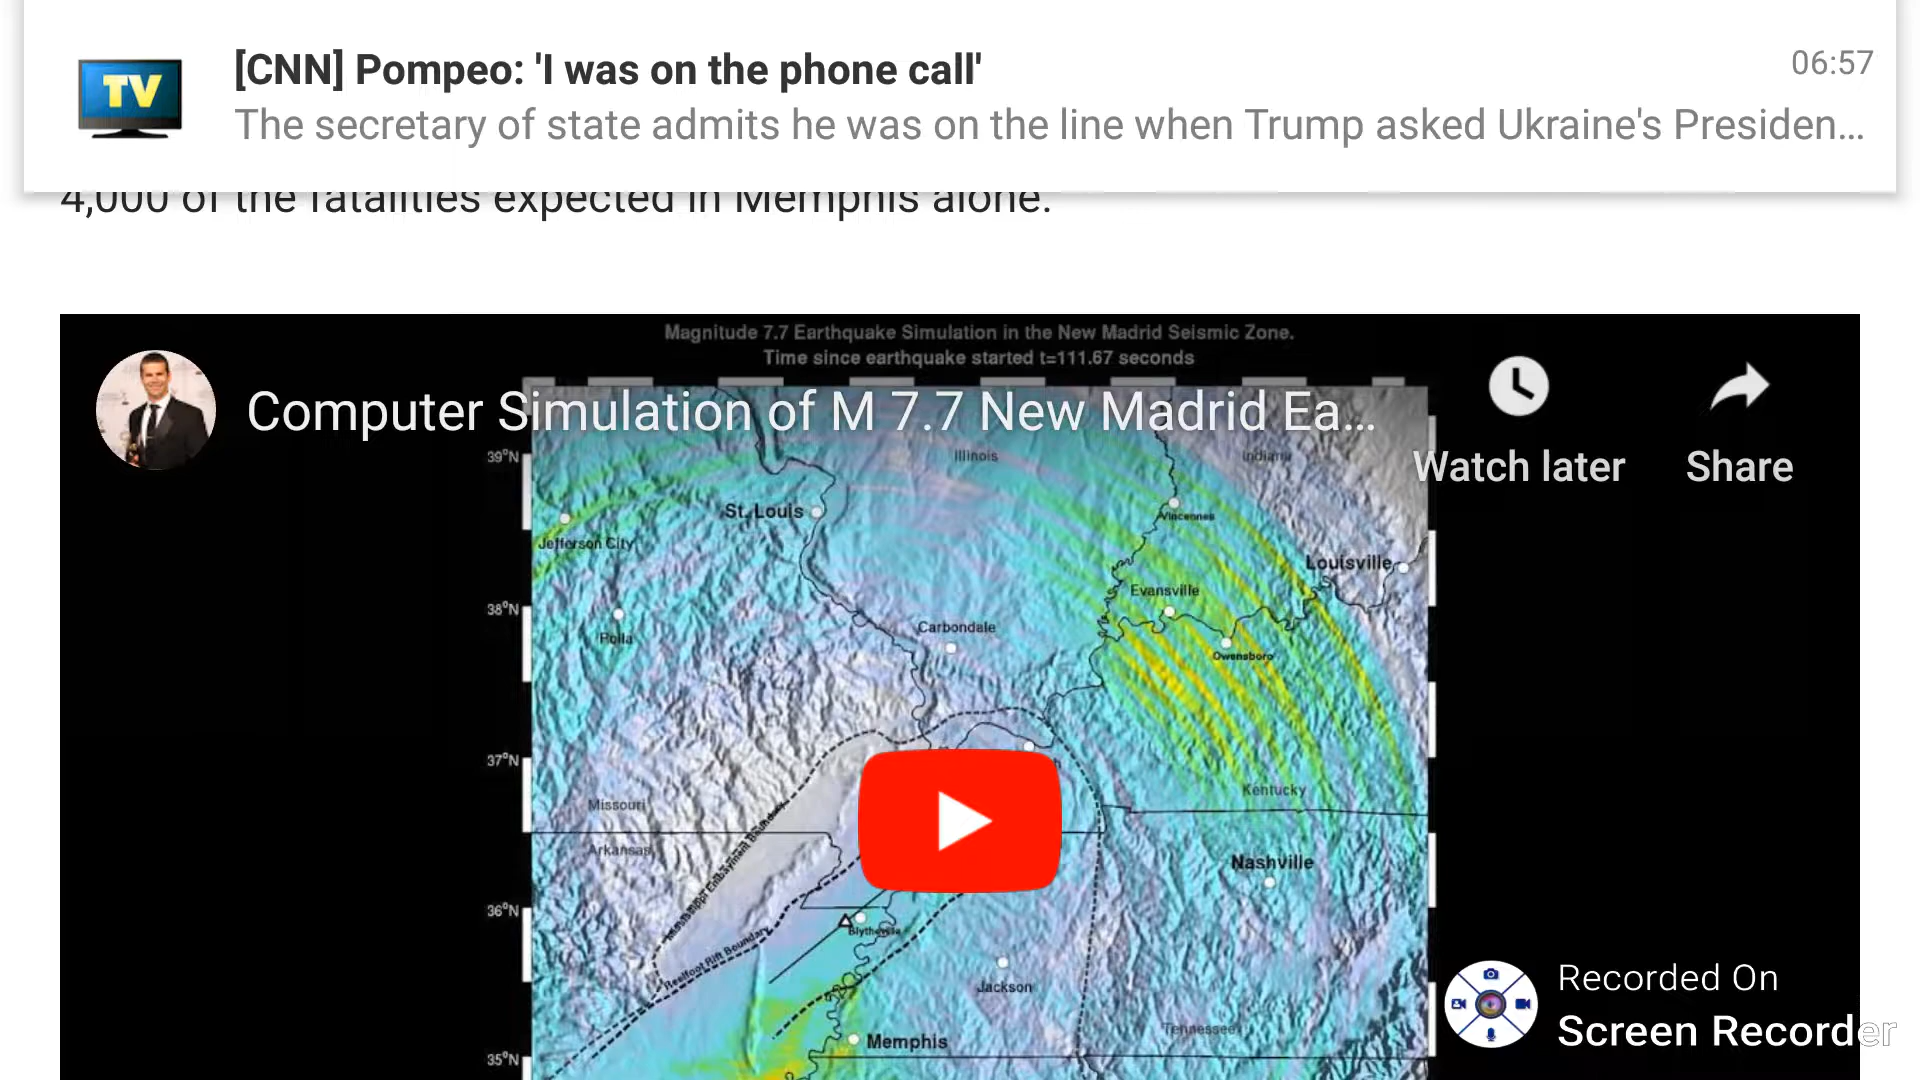 [CNN] Pompeo: 'I was on the phone call'
06:57
TV
The secretary of state admits he was on the line when Trump asked Ukraine's Presiden...
4,000 of the fatalities expected in Memphis alone.
Magnitude 7.7 Earthquake Simulation in the New Madrid Seismic Zone.
Time since earthquake started t=111.67 seconds
Computer Simulation of M 7.7 New Madrid Ea...
Watch later
Share
39°N
Illinois
Indiana
St. Louis
Vincennes
Jefferson City
Louisville
Evansville
38°N
Rolla
Carbondale
Owensboro
37°N
Missouri
Kentucky
Mississippi Embayment Boundary
Arkansas
Nashville
36°N
Blytheville
Reelfoot Rift Boundary
Jackson
Tennessee
Memphis
35°N
Recorded On
Screen Recorder